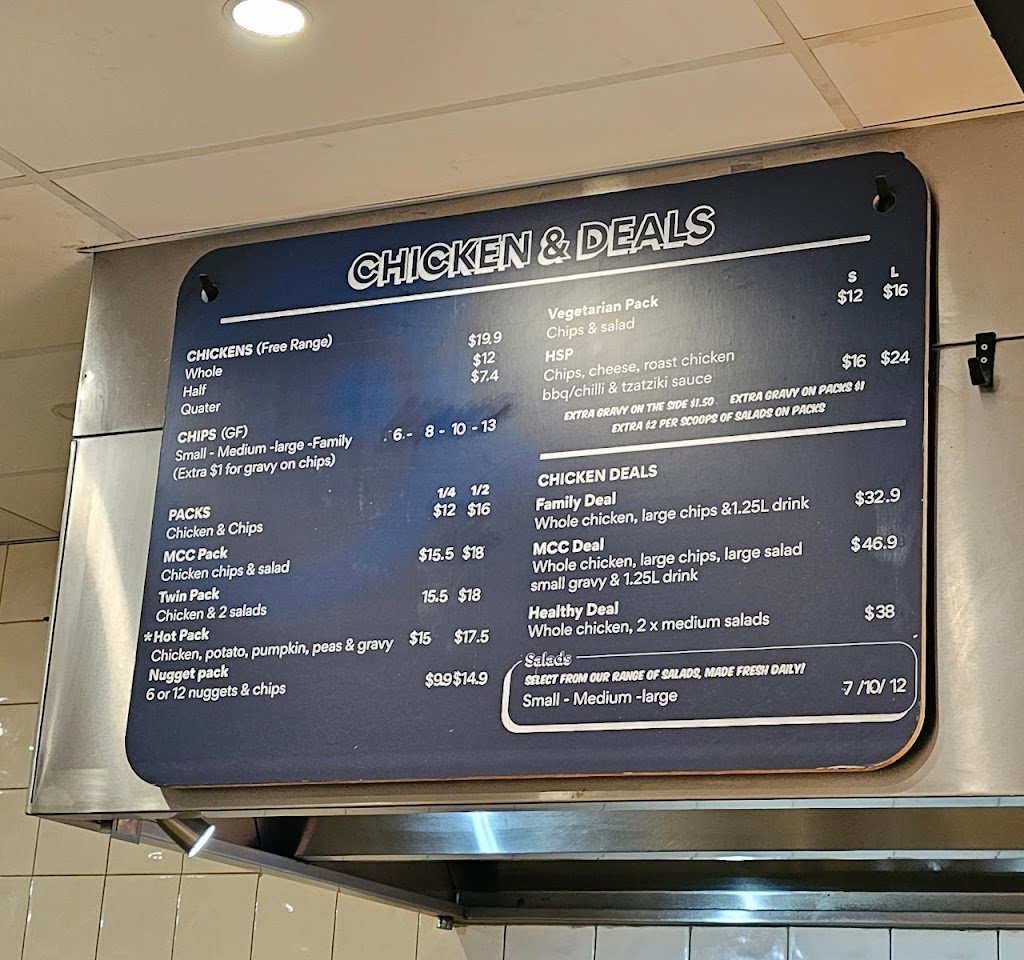 CHICKEN & DEALS
CHICKENS (Free Range)
Whole $19.9
Half $12
Quater $7.4
CHIPS (GF)
Small - Medium -large -Family 6 - 8 - 10 - 13
(Extra $1 for gravy on chips)
1/4 1/2
PACKS $12 $16
Chicken & Chips
MCC Pack $15.5 $18
Chicken chips & salad
Twin Pack 15.5 $18
Chicken & 2 salads
*Hot Pack
Chicken, potato, pumpkin, peas & gravy $15 $17.5
Nugget pack
6 or 12 nuggets & chips $9.9 $14.9
S L
Vegetarian Pack $12 $16
Chips & salad
HSP
Chips, cheese, roast chicken $16 $24
bbq/chilli & tzatziki sauce
EXTRA GRAVY ON THE SIDE $1.50 EXTRA GRAVY ON PACKS $1
EXTRA $2 PER SCOOPS OF SALADS ON PACKS
CHICKEN DEALS
Family Deal $32.9
Whole chicken, large chips &1.25L drink
MCC Deal $46.9
Whole chicken, large chips, large salad
small gravy & 1.25L drink
Healthy Deal $38
Whole chicken, 2 x medium salads
Salads
SELECT FROM OUR RANGE OF SALADS, MADE FRESH DAILY!
Small - Medium -large 7 /10/ 12